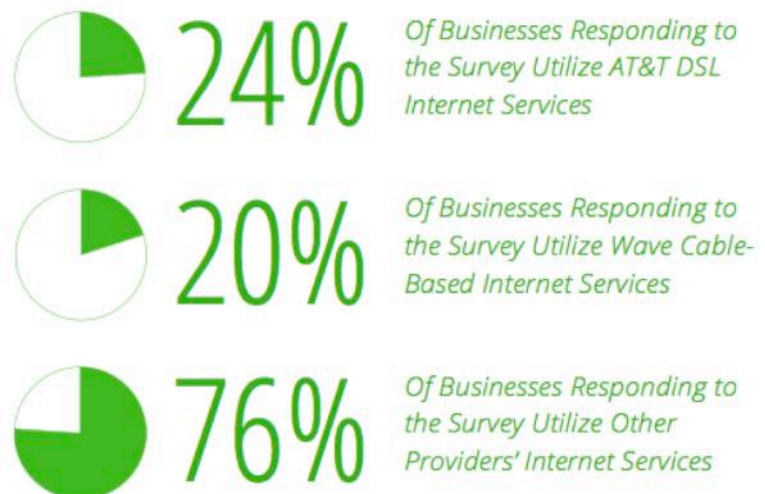 24%
Of Businesses Responding to
the Survey Utilize AT&T DSL
Internet Services
20%
Of Businesses Responding to
the Survey Utilize Wave Cable-
Based Internet Services
76%
Of Businesses Responding to
the Survey Utilize Other
Providers' Internet Services